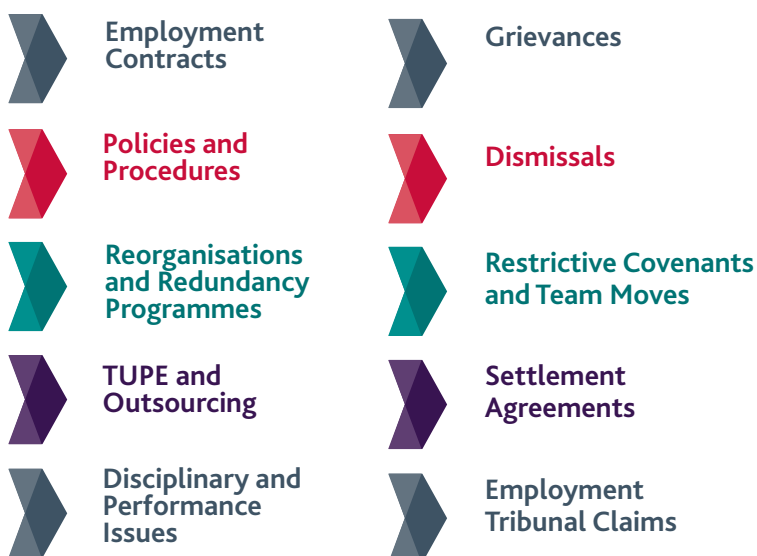 Employment
Contracts
Policies and
Procedures
Reorganisations
and Redundancy
Programmes
TUPE and
Outsourcing
Disciplinary and
Performance
Issues
Grievances
Dismissals
Restrictive Covenants
and Team Moves
Settlement
Agreements
Employment
Tribunal Claims